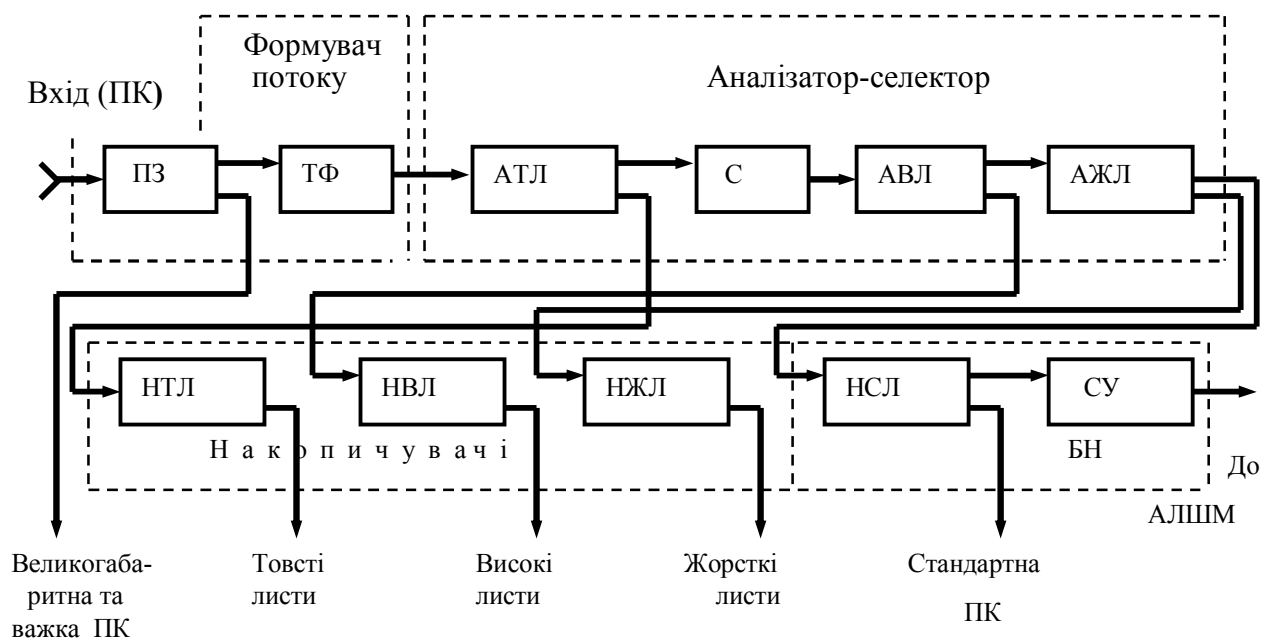 Формувач
потоку
Аналізатор-селектор
Вхід (ПК)
ПЗ
ТФ
АТЛ
С
АВЛ
АЖЛ
НТЛ
НВЛ
НЖЛ
НСЛ
СУ
Н а к о п и ч у в а ч і
БН
До
АЛШМ
Великогаба-
ритна та
важка ПК
Товсті
листи
Високі
листи
Жорсткі
листи
Стандартна
ПК